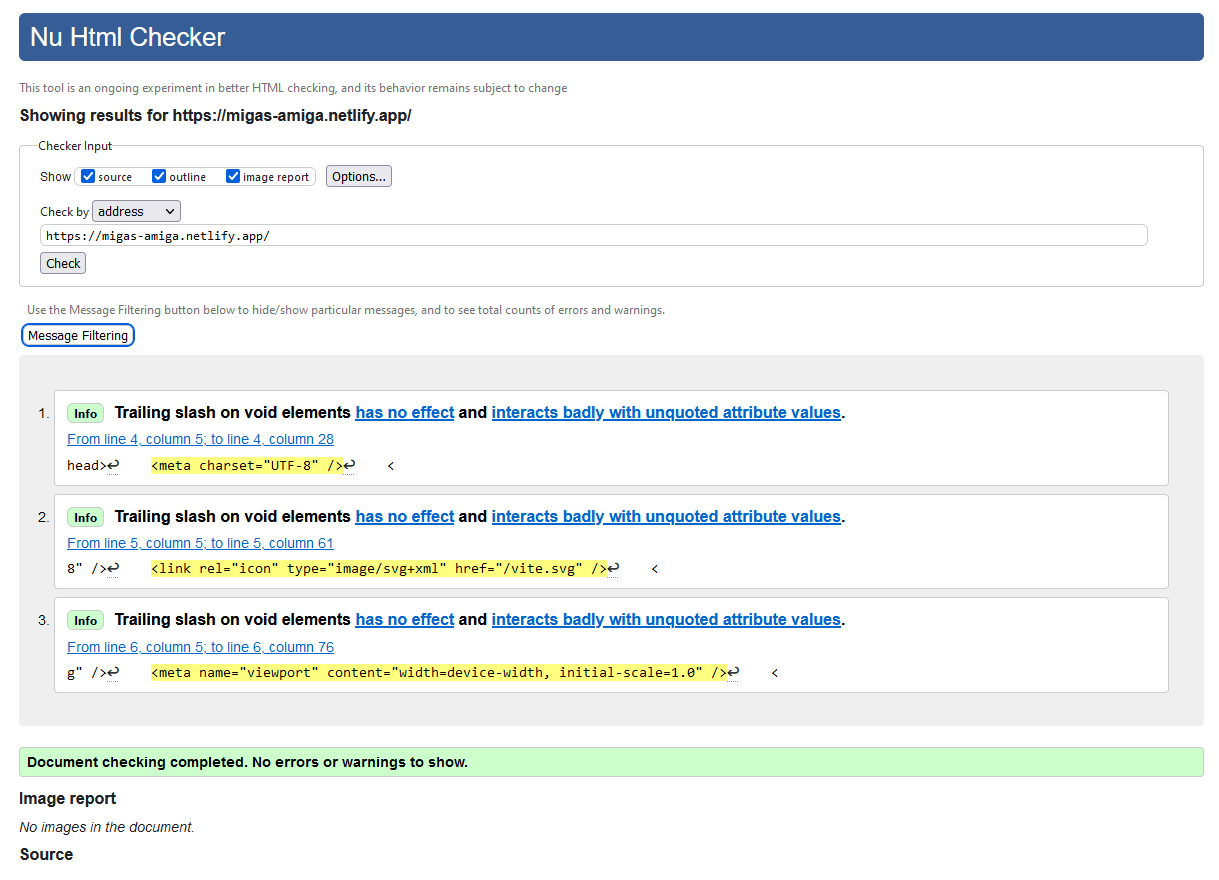 Nu Html Checker
This tool is an ongoing experiment in better HTML checking, and its behavior remains subject to change
Showing results for https://migas-amiga.netlify.app/
Checker Input
Show source outline image report Options...
Check by address
https://migas-amiga.netlify.app/
Check
Use the Message Filtering button below to hide/show particular messages, and to see total counts of errors and warnings.
Message Filtering
1. Info Trailing slash on void elements has no effect and interacts badly with unquoted attribute values.
From line 4, column 5; to line 4, column 28
head>↩ <meta charset="UTF-8" />↩ <
2. Info Trailing slash on void elements has no effect and interacts badly with unquoted attribute values.
From line 5, column 5; to line 5, column 61
8" />↩ <link rel="icon" type="image/svg+xml" href="/vite.svg" />↩ <
3. Info Trailing slash on void elements has no effect and interacts badly with unquoted attribute values.
From line 6, column 5; to line 6, column 76
g" />↩ <meta name="viewport" content="width=device-width, initial-scale=1.0" />↩ <
Document checking completed. No errors or warnings to show.
Image report
No images in the document.
Source